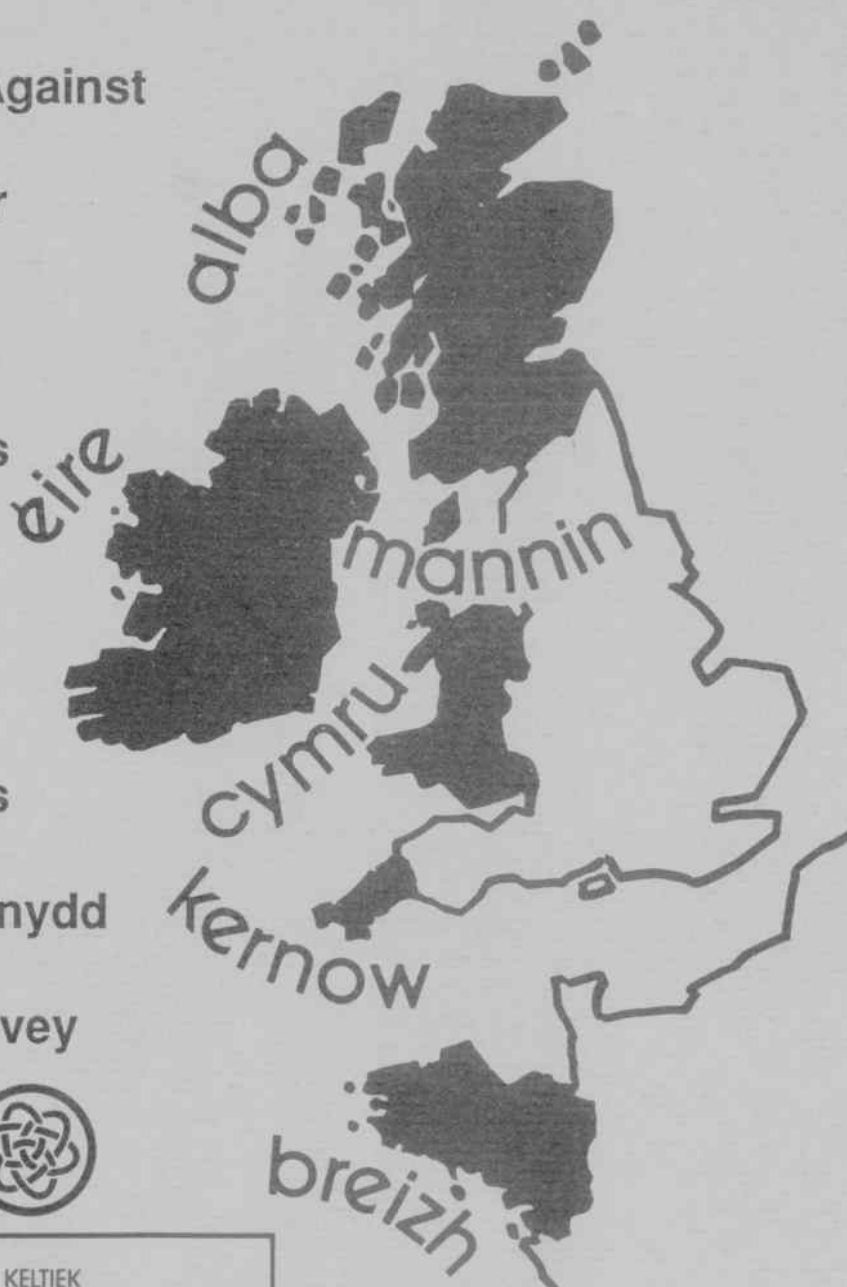 Against
r
alba
s
éire
mannin
cymru
s
nydd
kernow
vey
breizh
KELTIEK